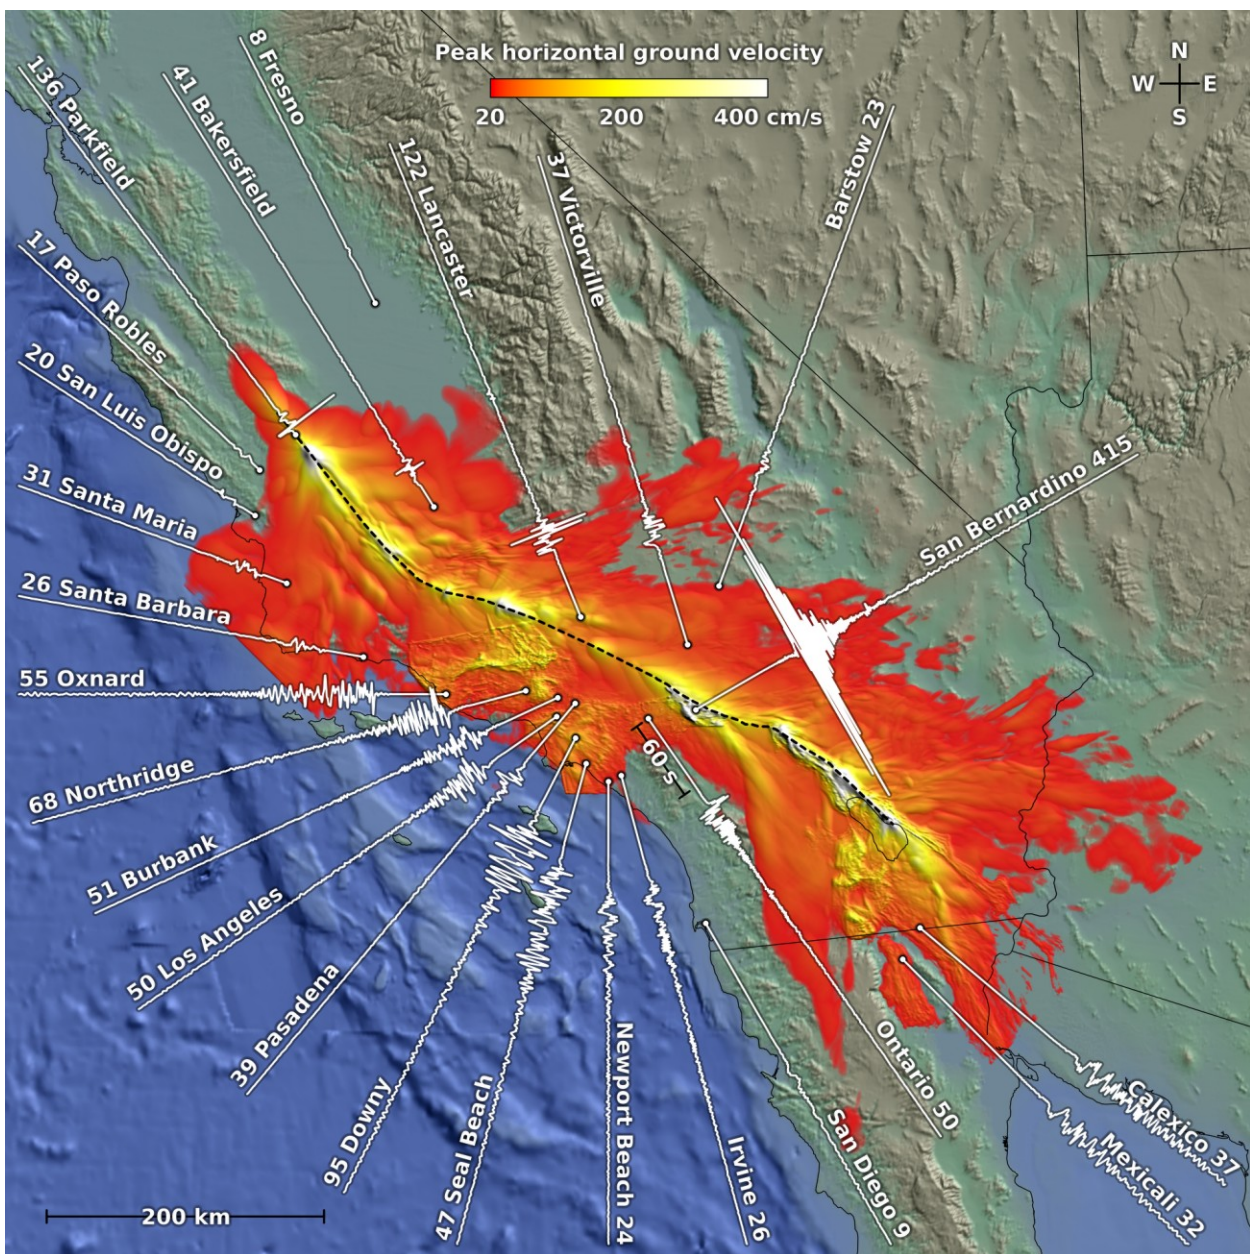 Peak horizontal ground velocity
20 200 400 cm/s
N
W E
S
8 Fresno
41 Bakersfield
136 Parkfield
122 Lancaster
37 Victorville
Barstow 23
17 Paso Robles
20 San Luis Obispo
31 Santa Maria
26 Santa Barbara
San Bernardino 415
55 Oxnard
68 Northridge
60 s
51 Burbank
50 Los Angeles
39 Pasadena
95 Downy
47 Seal Beach
Newport Beach 24
Irvine 26
Ontario 50
San Diego 9
Calexico 37
Mexicali 32
200 km